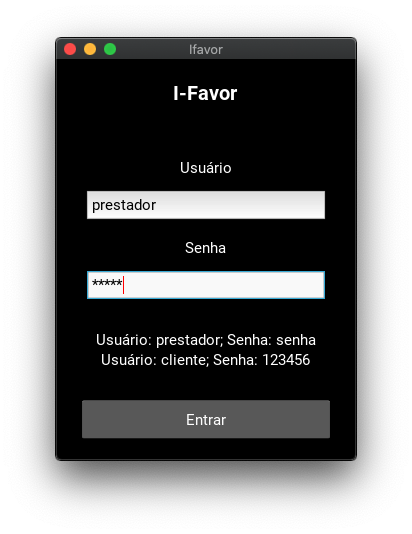 Ifavor
I-Favor
Usuário
prestador
Senha
*****
Usuário: prestador; Senha: senha
Usuário: cliente; Senha: 123456
Entrar